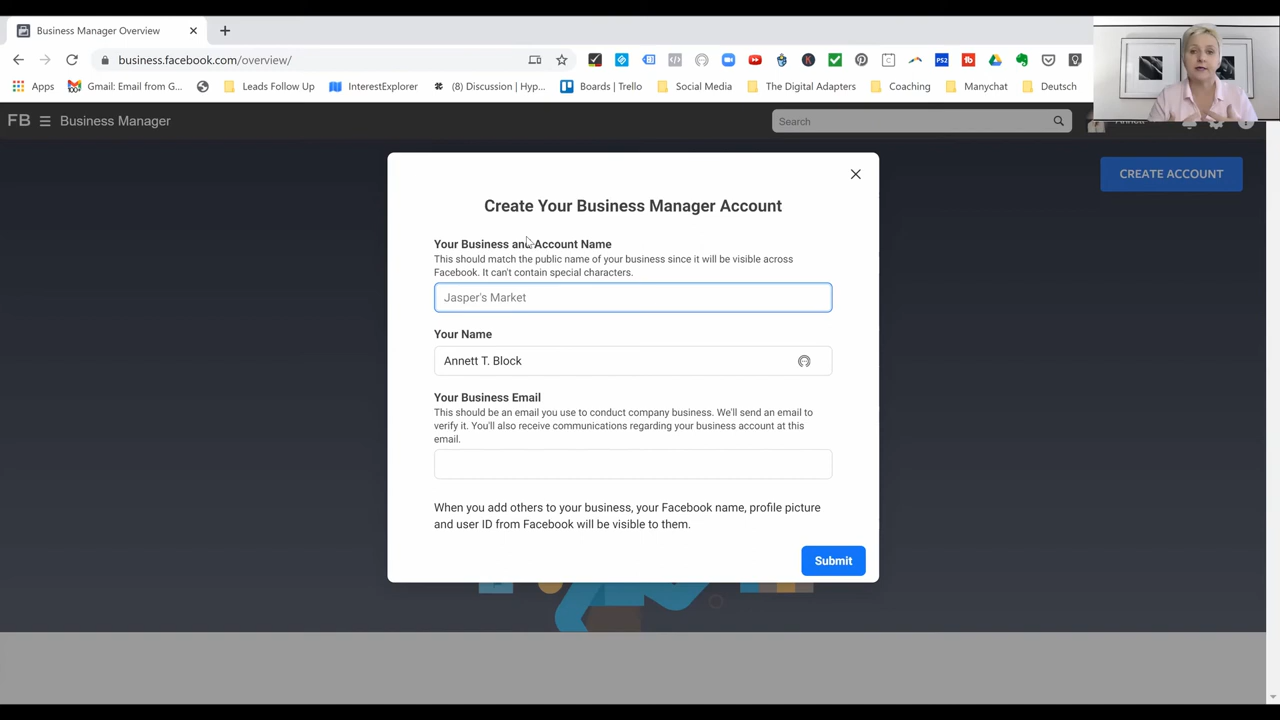 Business Manager Overview
business.facebook.com/overview/
Apps
Gmail: Email from G...
Leads Follow Up
InterestExplorer
(8) Discussion | Hyp...
Boards | Trello
Social Media
The Digital Adapters
Coaching
Manychat
Deutsch
FB
Business Manager
Search
CREATE ACCOUNT
Create Your Business Manager Account
Your Business and Account Name
This should match the public name of your business since it will be visible across
Facebook. It can't contain special characters.
Jasper's Market
Your Name
Annett T. Block
Your Business Email
This should be an email you use to conduct company business. We'll send an email to
verify it. You'll also receive communications regarding your business account at this
email.
When you add others to your business, your Facebook name, profile picture
and user ID from Facebook will be visible to them.
Submit